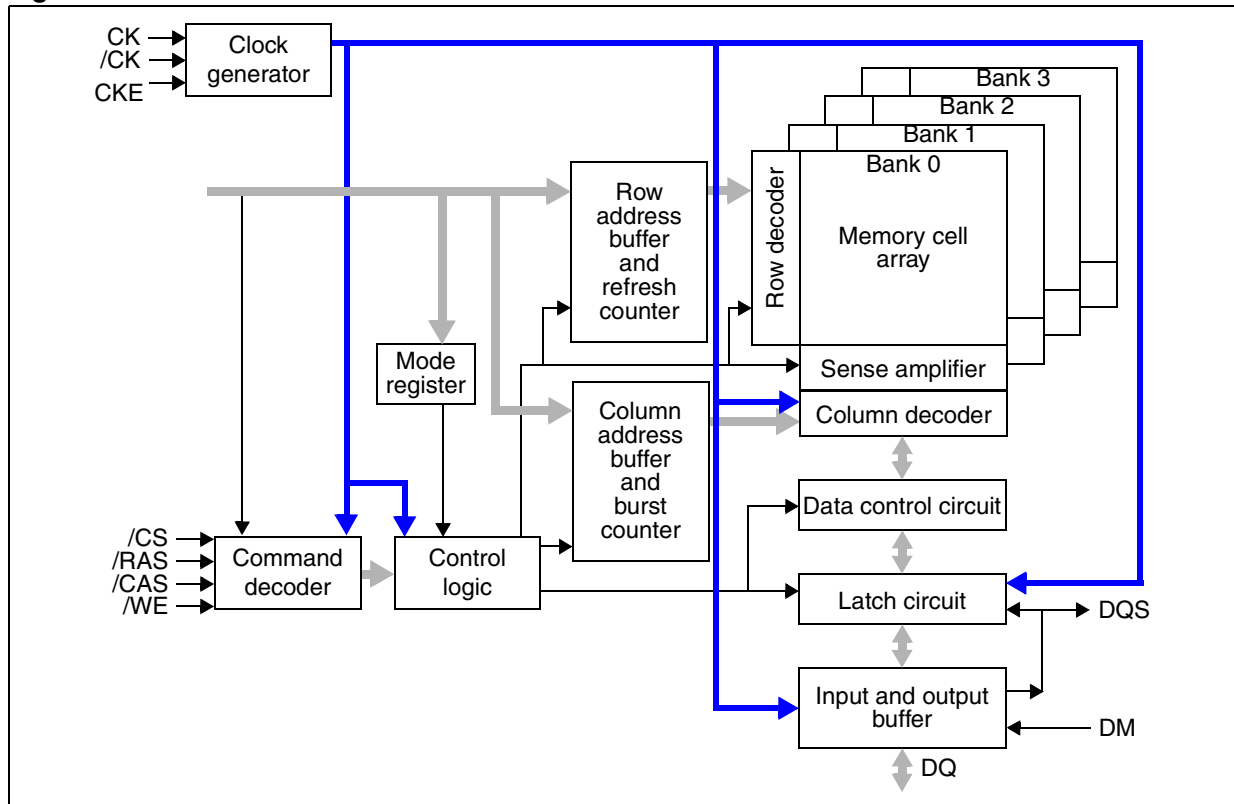 CK
/CK
CKE
Clock
generator
Bank 3
Bank 2
Bank 1
Bank 0
Row decoder
Memory cell
array
Row
address
buffer
and
refresh
counter
Mode
register
Sense amplifier
Column decoder
Column
address
buffer
and
burst
counter
Data control circuit
/CS
/RAS
/CAS
/WE
Command
decoder
Control
logic
Latch circuit
DQS
Input and output
buffer
DM
DQ